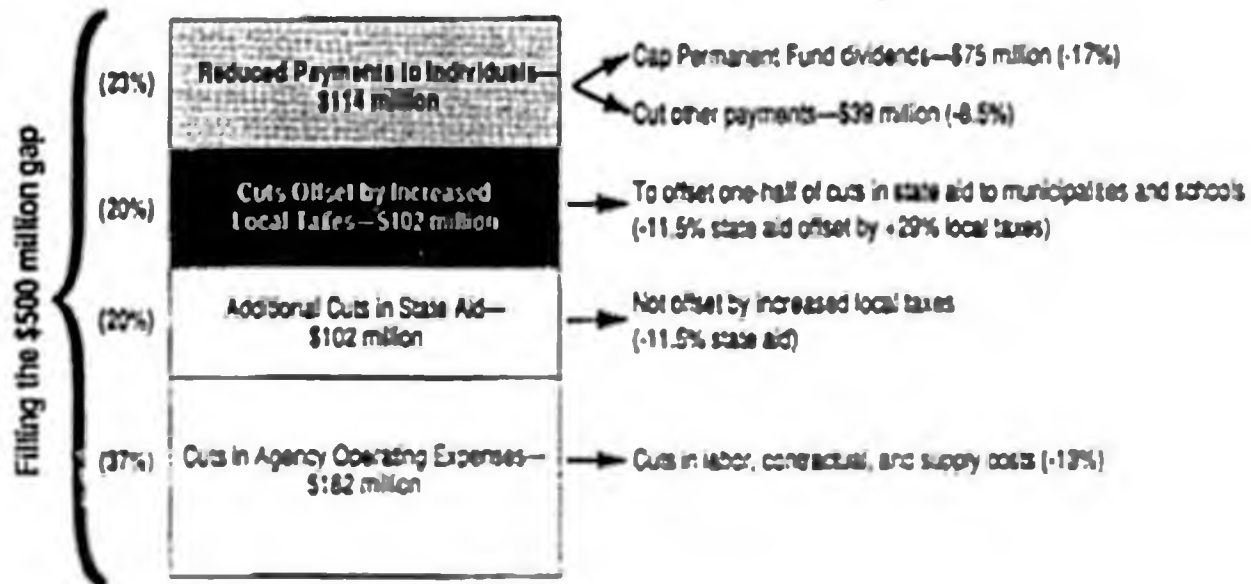 Filling the $500 million gap
(23%)
Reduced Payments to Individuals—
$114 million
Cap Permanent Fund dividends—$75 million (-17%)
Cut other payments—$39 million (-8.5%)
(20%)
Cuts Offset by Increased
Local Taxes—$102 million
To offset one-half of cuts in state aid to municipalities and schools
(-11.5% state aid offset by +29% local taxes)
(20%)
Additional Cuts in State Aid—
$102 million
Not offset by increased local taxes
(-11.5% state aid)
(37%)
Cuts in Agency Operating Expenses—
$182 million
Cuts in labor, contractual, and supply costs (-13%)